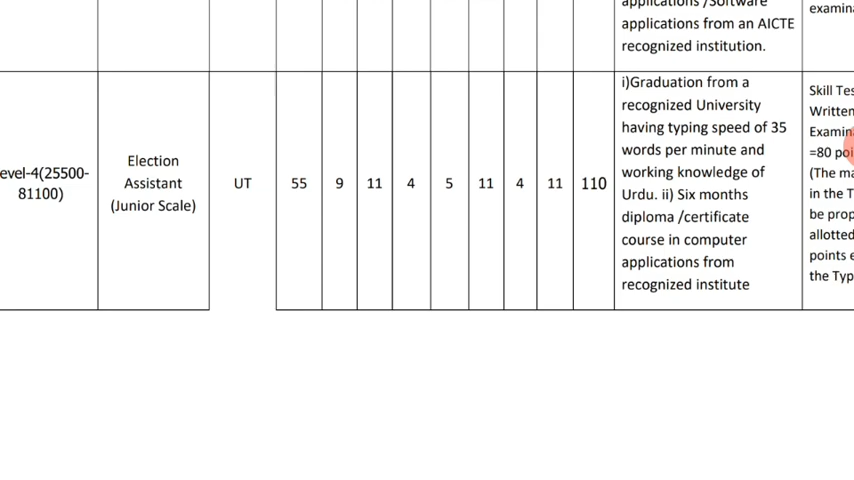 applications /Software
applications from an AICTE
recognized institution.
examina
evel-4(25500-
81100)
Election
Assistant
(Junior Scale)
UT
55
9
11
4
5
11
4
11
110
i)Graduation from a
recognized University
having typing speed of 35
words per minute and
working knowledge of
Urdu. ii) Six months
diploma /certificate
course in computer
applications from
recognized institute
Skill Tes
Written
Examin
=80 poi
(The ma
in the T
be prop
allotted
points e
the Typ